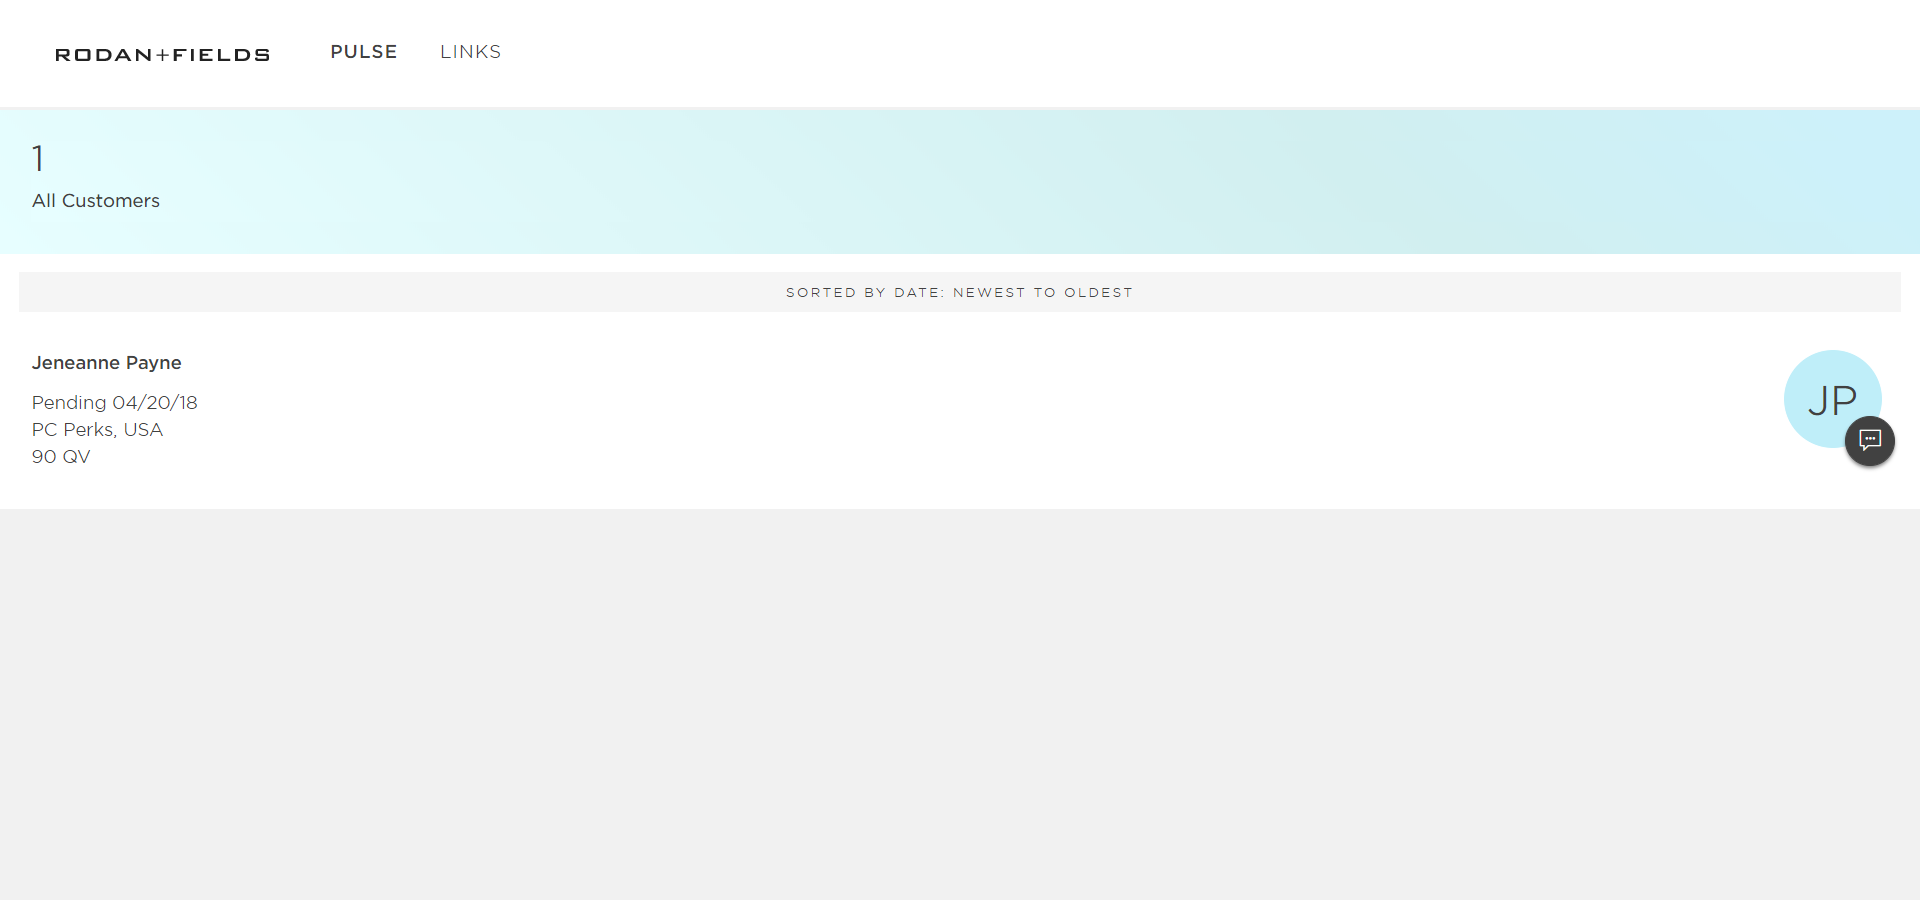 RODAN+FIELDS
PULSE
LINKS
1
All Customers
SORTED BY DATE: NEWEST TO OLDEST
Jeneanne Payne
Pending 04/20/18
PC Perks, USA
90 QV
JP